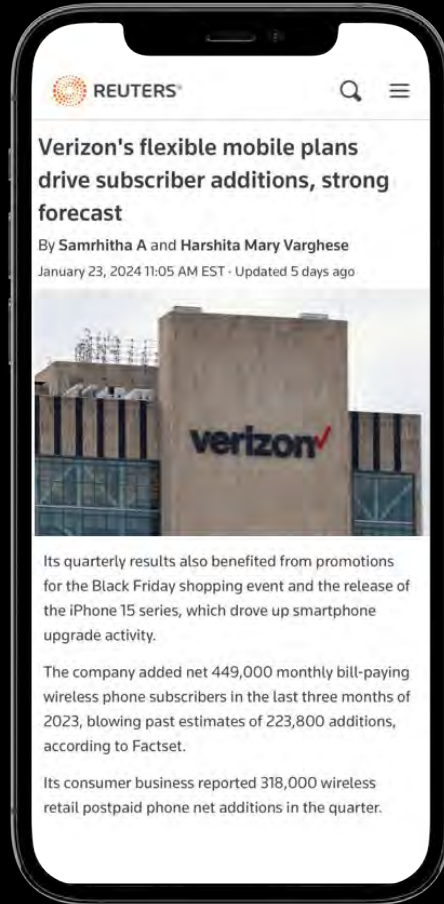 REUTERS®
Verizon's flexible mobile plans
drive subscriber additions, strong
forecast
By Samrhitha A and Harshita Mary Varghese
January 23, 2024 11:05 AM EST · Updated 5 days ago
verizon
Its quarterly results also benefited from promotions
for the Black Friday shopping event and the release of
the iPhone 15 series, which drove up smartphone
upgrade activity.
The company added net 449,000 monthly bill-paying
wireless phone subscribers in the last three months of
2023, blowing past estimates of 223,800 additions,
according to Factset.
Its consumer business reported 318,000 wireless
retail postpaid phone net additions in the quarter.